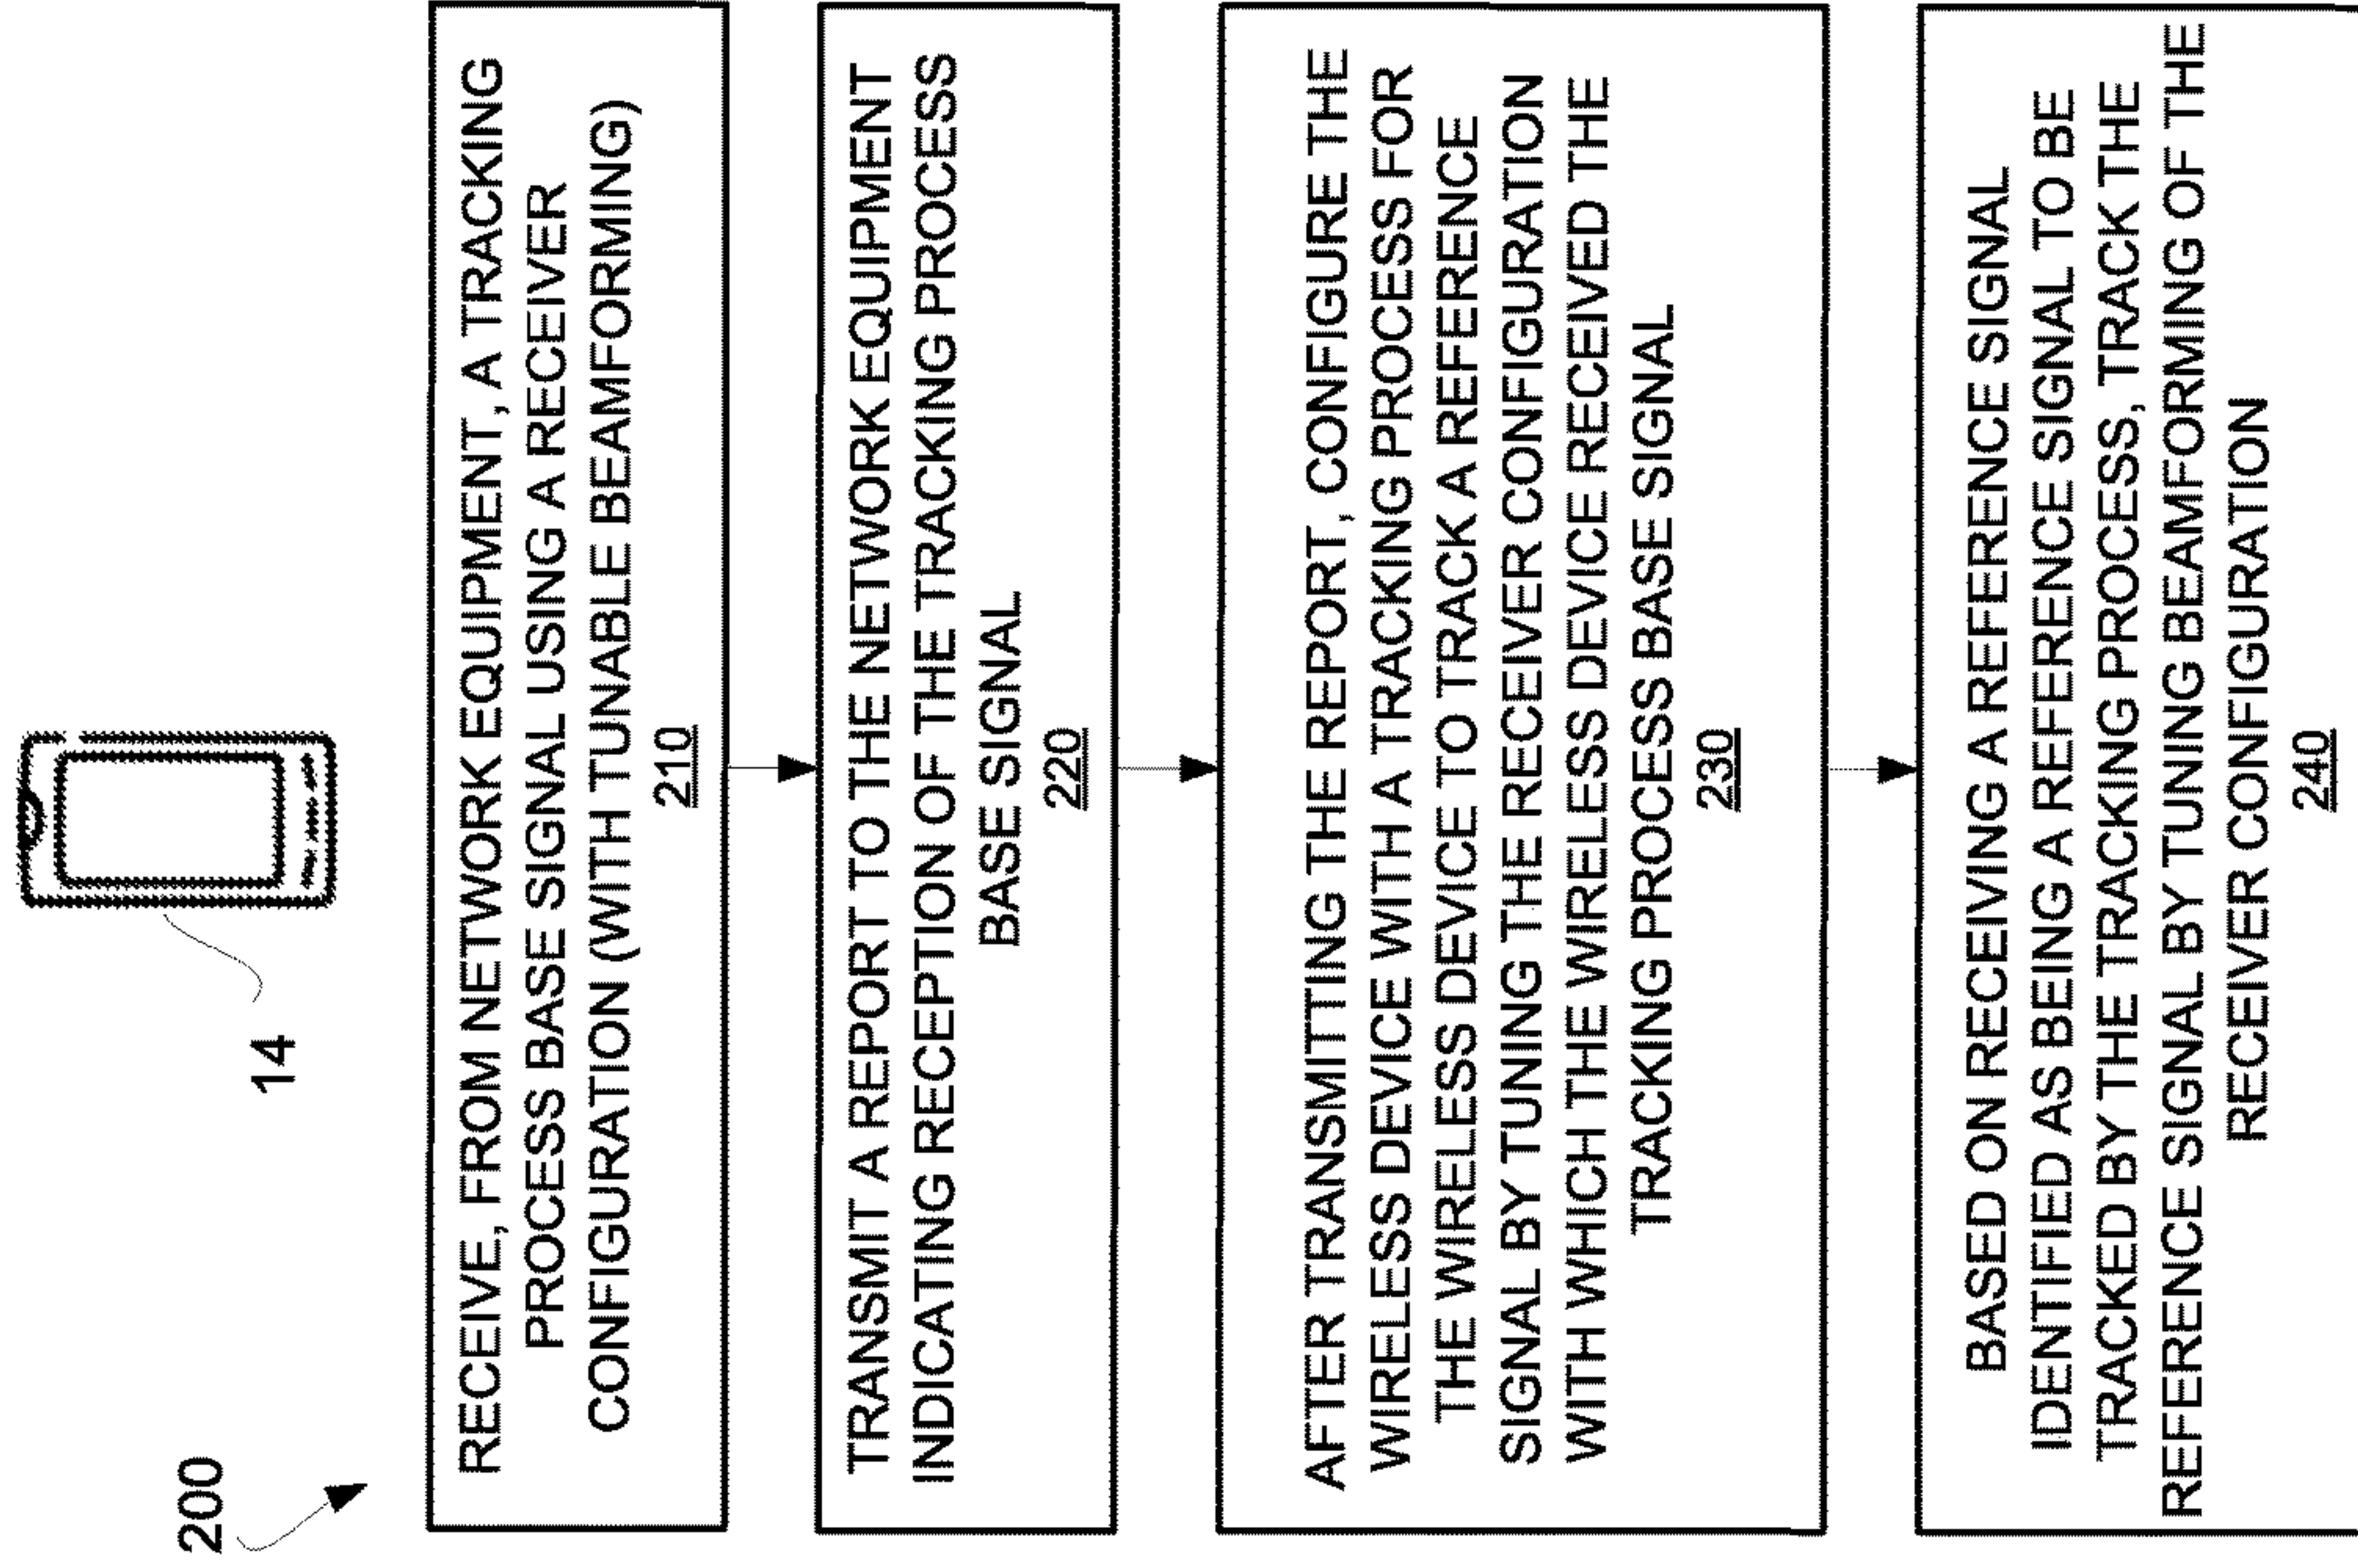 200
14
RECEIVE, FROM NETWORK EQUIPMENT, A TRACKING
PROCESS BASE SIGNAL USING A RECEIVER
CONFIGURATION (WITH TUNABLE BEAMFORMING)
210
TRANSMIT A REPORT TO THE NETWORK EQUIPMENT
INDICATING RECEPTION OF THE TRACKING PROCESS
BASE SIGNAL
220
AFTER TRANSMITTING THE REPORT, CONFIGURE THE
WIRELESS DEVICE WITH A TRACKING PROCESS FOR
THE WIRELESS DEVICE TO TRACK A REFERENCE
SIGNAL BY TUNING THE RECEIVER CONFIGURATION
WITH WHICH THE WIRELESS DEVICE RECEIVED THE
TRACKING PROCESS BASE SIGNAL
230
BASED ON RECEIVING A REFERENCE SIGNAL
IDENTIFIED AS BEING A REFERENCE SIGNAL TO BE
TRACKED BY THE TRACKING PROCESS, TRACK THE
REFERENCE SIGNAL BY TUNING BEAMFORMING OF THE
RECEIVER CONFIGURATION
240